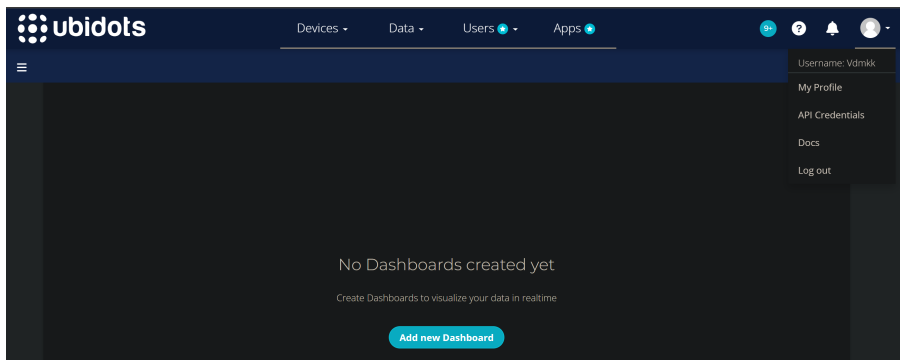 ubidots
Devices
Data
Users
Apps
9+
?
Username: Vdmkk
My Profile
API Credentials
Docs
Log out
No Dashboards created yet
Create Dashboards to visualize your data in realtime
Add new Dashboard